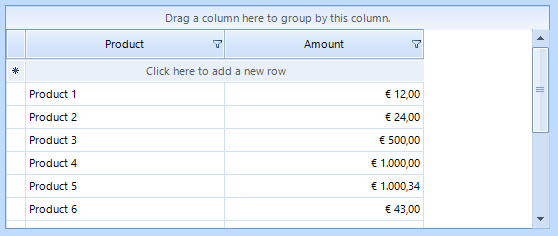 Drag a column here to group by this column.
Product Amount
Click here to add a new row
Product 1 € 12,00
Product 2 € 24,00
Product 3 € 500,00
Product 4 € 1.000,00
Product 5 € 1.000,34
Product 6 € 43,00